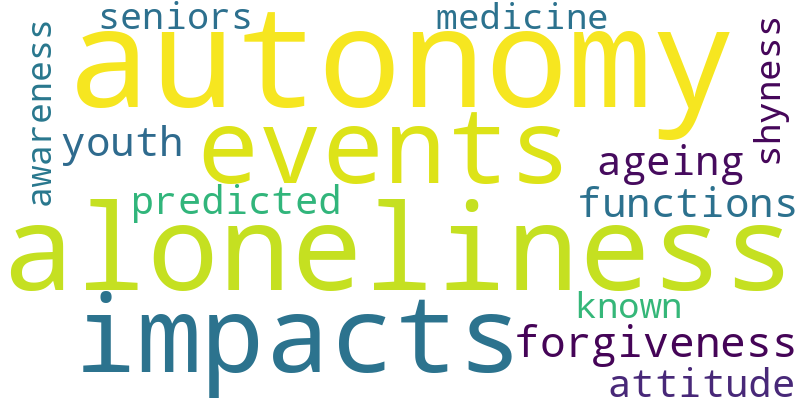 seniors
medicine
autonomy
awareness
shyness
youth
events
ageing
predicted
functions
aloneliness
known
impacts
forgiveness
attitude